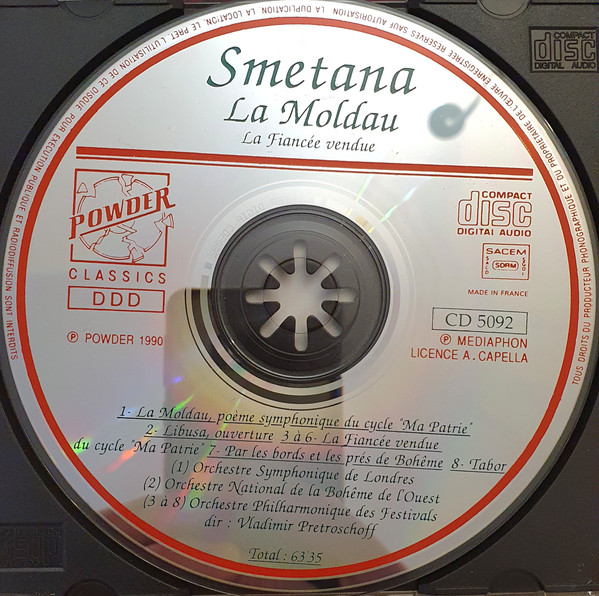 TOUS DROITS DU PRODUCTEUR PHONOGRAPHIQUE ET DU PROPRIETAIRE DE L'ŒUVRE ENREGISTREE RESERVES SAUF AUTORISATION. LA DUPLICATION, LA LOCATION, LE PRET, L'UTILISATION DE CE DISQUE POUR EXECUTION PUBLIQUE ET RADIODIFFUSION SONT INTERDITS
COMPACT
disc
DIGITAL AUDIO
Smetana
La Moldau
La Fiancée vendue
POWDER
CLASSICS
DDD
℗ POWDER 1990
COMPACT
disc
DIGITAL AUDIO
SACEM
SACD
SDRM
SGDL
MADE IN FRANCE
CD 5092
℗ MEDIAPHON
LICENCE A. CAPELLA
1- La Moldau, poème symphonique du cycle "Ma Patrie"
2- Libusa, ouverture 3 à 6- La Fiancée vendue
du cycle "Ma Patrie" 7- Par les bords et les prés de Bohême 8- Tabor
(1) Orchestre Symphonique de Londres
(2) Orchestre National de la Bohême de l'Ouest
(3 à 8) Orchestre Philharmonique des Festivals
dir : Vladimir Pretroschoff
Total : 63'35